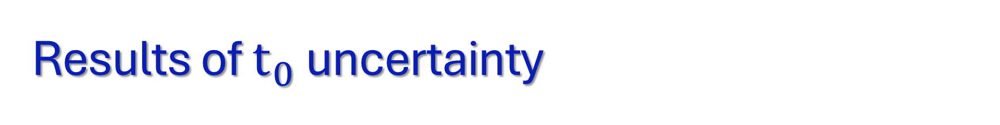 Results of t₀ uncertainty